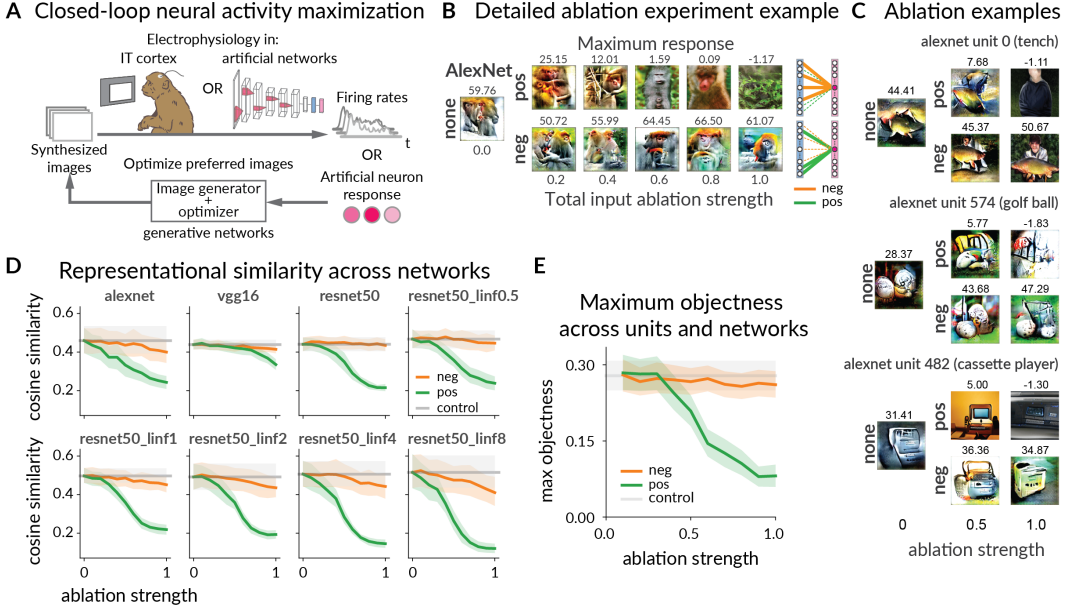 A Closed-loop neural activity maximization
Electrophysiology in:
IT cortex
OR
artificial networks
Firing rates
t
OR
Synthesized
images
Optimize preferred images
Image generator
+
optimizer
generative networks
Artificial neuron
response
B Detailed ablation experiment example
Maximum response
AlexNet
none
59.76
0.0
pos
25.15 12.01 1.59 0.09 -1.17
neg
50.72 55.99 64.45 66.50 61.07
0.2 0.4 0.6 0.8 1.0
Total input ablation strength
neg
pos
C Ablation examples
alexnet unit 0 (tench)
none
44.41
pos
7.68 -1.11
neg
45.37 50.67
alexnet unit 574 (golf ball)
none
28.37
pos
5.77 -1.83
neg
43.68 47.29
alexnet unit 482 (cassette player)
none
31.41
pos
5.00 -1.30
neg
36.36 34.87
0 0.5 1.0
ablation strength
D Representational similarity across networks
alexnet vgg16 resnet50 resnet50_linf0.5
cosine similarity
0.6
0.4
0.2
neg
pos
control
resnet50_linf1 resnet50_linf2 resnet50_linf4 resnet50_linf8
cosine similarity
0.6
0.4
0.2
0 1 0 1 0 1 0 1
ablation strength
E
Maximum objectness
across units and networks
max objectness
0.30
0.15
0.00
neg
pos
control
0.0 0.5 1.0
ablation strength